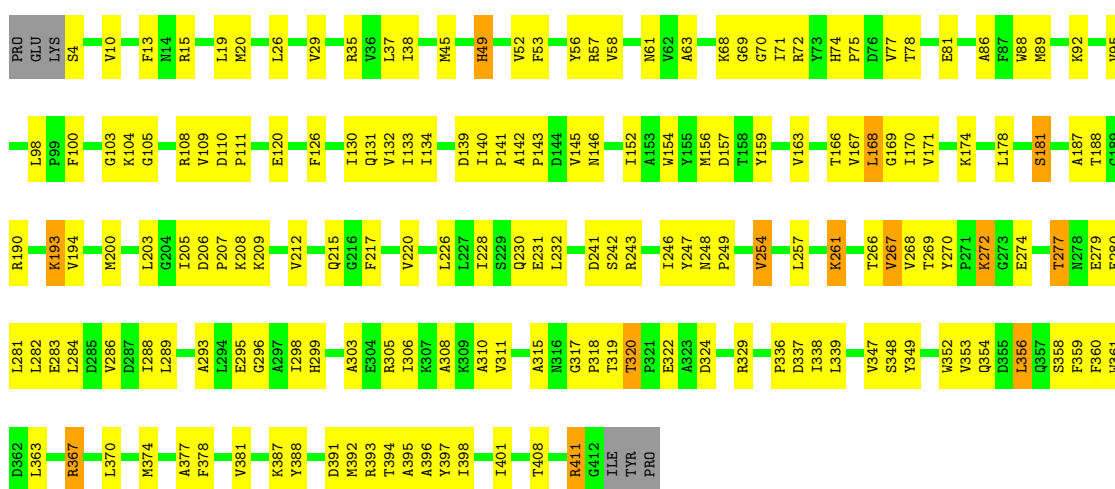 PRO GLU LYS S4 V10 F13 N14 R15 L19 M20 L26 V29 R35 V36 L37 I38 M45 H49 V52 F53 Y56 R57 V58 N61 V62 A63 K68 G69 G70 I71 R72 Y73 H74 P75 D76 V77 T78 E81 A86 F87 W88 M89 K92
L98 P99 F100 G103 K104 G105 R108 V109 D110 P111 E120 F126 I130 Q131 V132 I133 I134 D139 I140 P141 A142 P143 D144 V145 N146 I152 A153 W154 Y155 M156 D157 T158 Y159 V163 T166 V167 L168 G169 I170 V171 K174 L178 S181 A187 T188
R190 K193 V194 M200 L203 G204 I205 D206 P207 K208 K209 V212 Q215 G216 F217 V220 L226 L227 I228 S229 Q230 E231 L232 D241 S242 R243 I246 Y247 N248 P249 V254 L257 K261 T266 V267 V268 T269 Y270 P271 K272 G273 E274 T277 N278 E279
L281 L282 E283 L284 D285 V286 D287 I288 L289 A293 L294 E295 G296 A297 I298 H299 A303 E304 R305 I306 K307 A308 K309 A310 V311 A315 N316 G317 P318 T319 T320 P321 E322 A323 D324 R329 P336 D337 I338 L339 V347 S348 Y349 W352 V353 Q354 D355 L356 Q357 S358 F359 F360
D362 L363 R367 L370 M374 A377 F378 V381 K387 Y388 D391 M392 R393 T394 A395 A396 Y397 I398 I401 T408 R411 G412 ILE TYR PRO